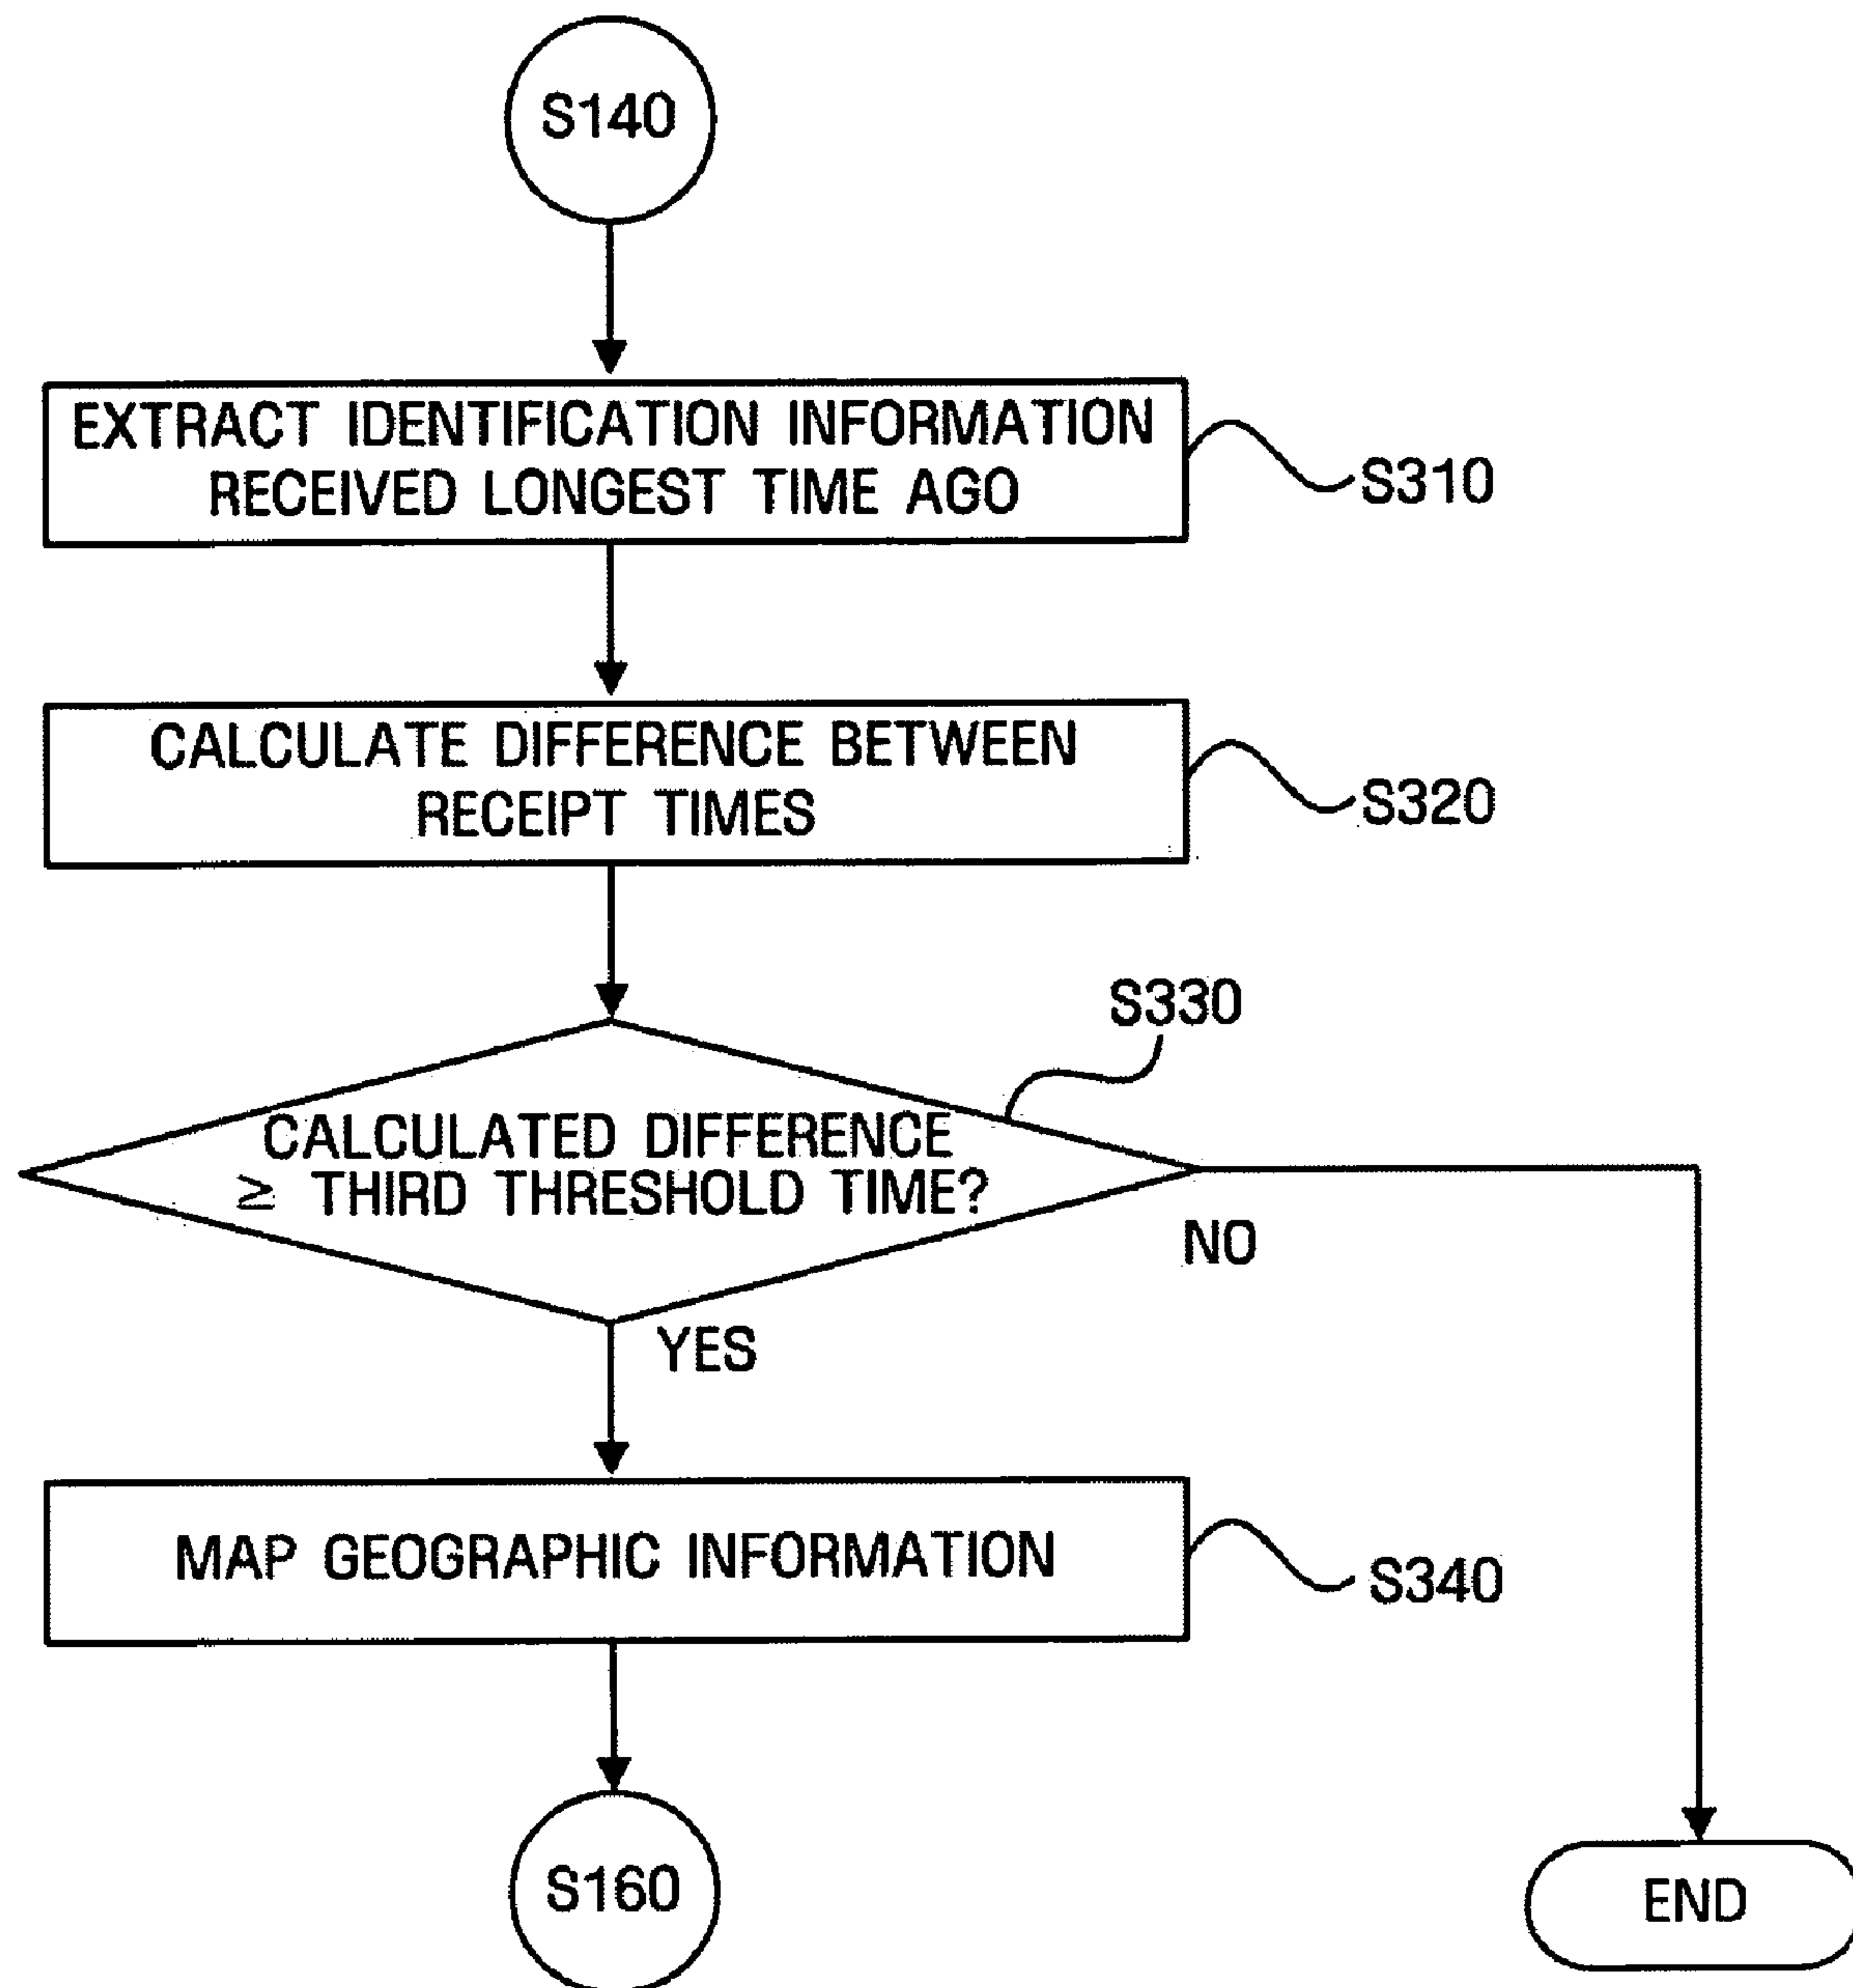 S140
EXTRACT IDENTIFICATION INFORMATION
RECEIVED LONGEST TIME AGO
S310
CALCULATE DIFFERENCE BETWEEN
RECEIPT TIMES
S320
S330
CALCULATED DIFFERENCE
≥ THIRD THRESHOLD TIME?
NO
YES
MAP GEOGRAPHIC INFORMATION
S340
S160
END